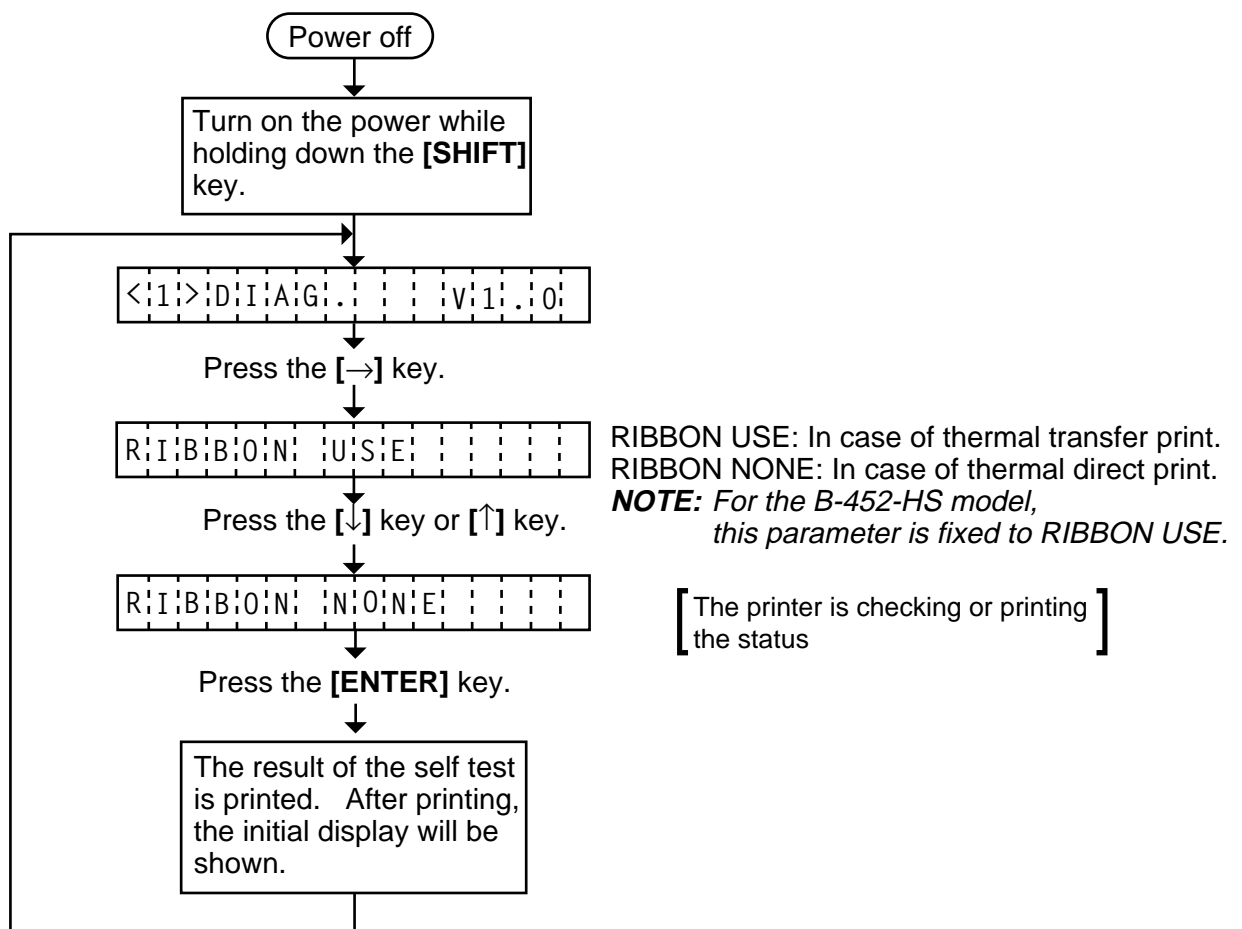 Power off
Turn on the power while
holding down the [SHIFT]
key.
<1>DIAG.    V1.0
Press the [→] key.
RIBBON USE
RIBBON USE: In case of thermal transfer print.
RIBBON NONE: In case of thermal direct print.
NOTE: For the B-452-HS model,
this parameter is fixed to RIBBON USE.
Press the [↓] key or [↑] key.
RIBBON NONE
The printer is checking or printing
the status
Press the [ENTER] key.
The result of the self test
is printed.   After printing,
the initial display will be
shown.